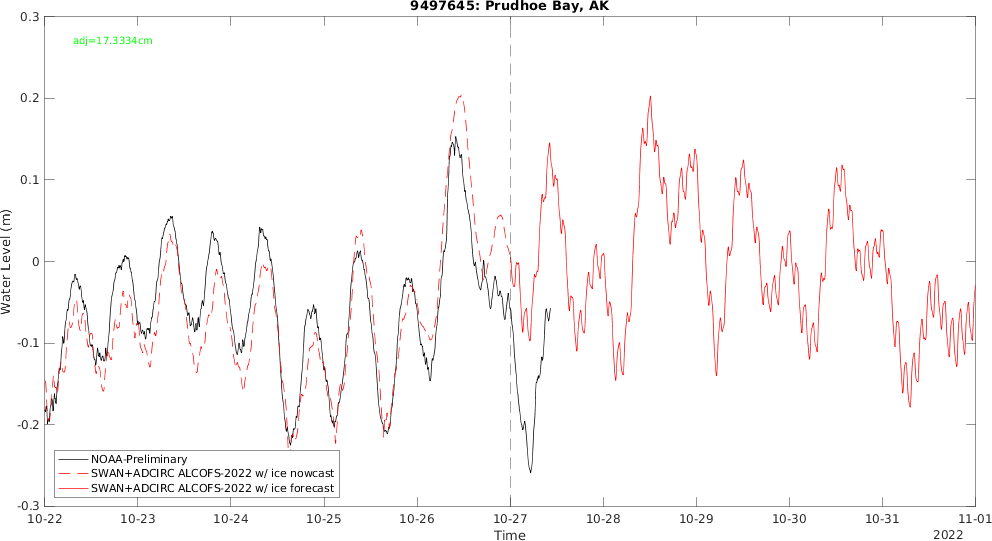 9497645: Prudhoe Bay, AK
0.3
adj=17.3334cm
0.2
0.1
Water Level (m)
0
-0.1
-0.2
NOAA-Preliminary
SWAN+ADCIRC ALCOFS-2022 w/ ice nowcast
SWAN+ADCIRC ALCOFS-2022 w/ ice forecast
-0.3
10-22 10-23 10-24 10-25 10-26 10-27 10-28 10-29 10-30 10-31 11-01
Time
2022